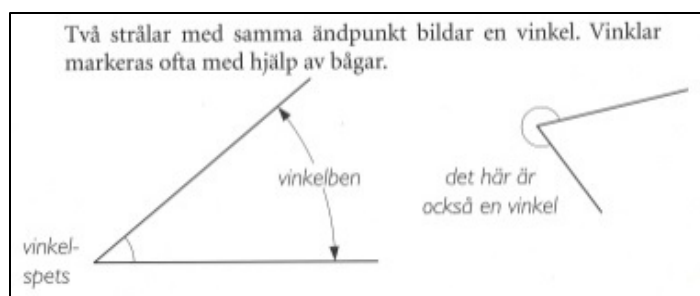 Två strålar med samma ändpunkt bildar en vinkel. Vinklar
markeras ofta med hjälp av bågar.
vinkelben
det här är
också en vinkel
vinkel-
spets